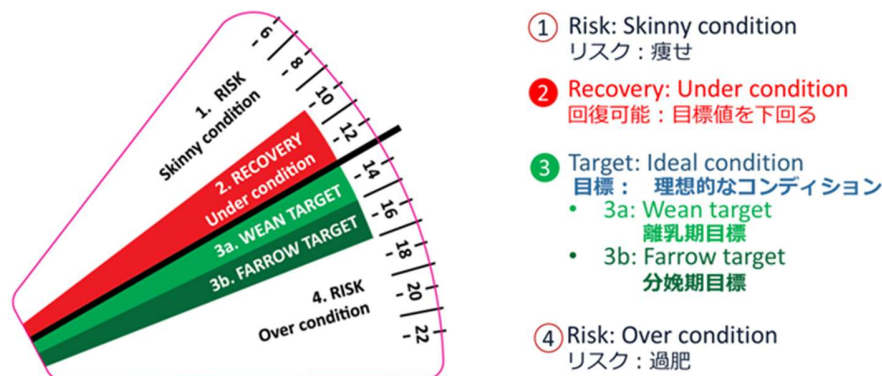 6
8
10
12
14
16
18
20
22
1. RISK
Skinny condition
2. RECOVERY
Under condition
3a. WEAN TARGET
3b. FARROW TARGET
4. RISK
Over condition
1 Risk: Skinny condition
リスク：痩せ
2 Recovery: Under condition
回復可能：目標値を下回る
3 Target: Ideal condition
目標： 理想的なコンディション
• 3a: Wean target
離乳期目標
• 3b: Farrow target
分娩期目標
4 Risk: Over condition
リスク：過肥